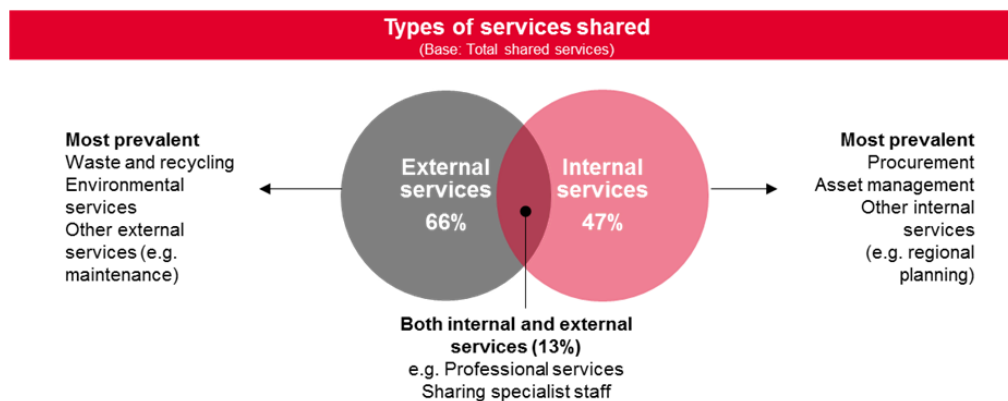 Types of services shared
(Base: Total shared services)
Most prevalent
Waste and recycling
Environmental
services
Other external
services (e.g.
maintenance)
External
services
66%
Internal
services
47%
Most prevalent
Procurement
Asset management
Other internal
services
(e.g. regional
planning)
Both internal and external
services (13%)
e.g. Professional services
Sharing specialist staff